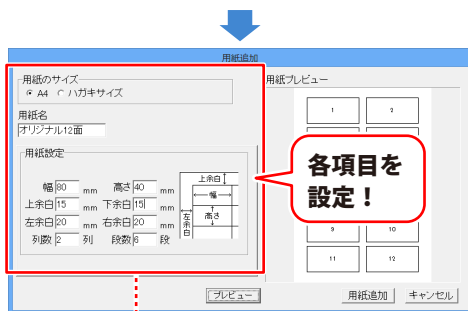 用紙追加
用紙のサイズ
A4 ハガキサイズ
用紙名
オリジナル12面
用紙設定
幅 80 mm 高さ 40 mm
上余白 15 mm 下余白 15 mm
左余白 20 mm 右余白 20 mm
列数 2 列 段数 6 段
上余白
幅
左余白
高さ
用紙プレビュー
1 2
9 10
11 12
各項目を
設定！
プレビュー 用紙追加 キャンセル